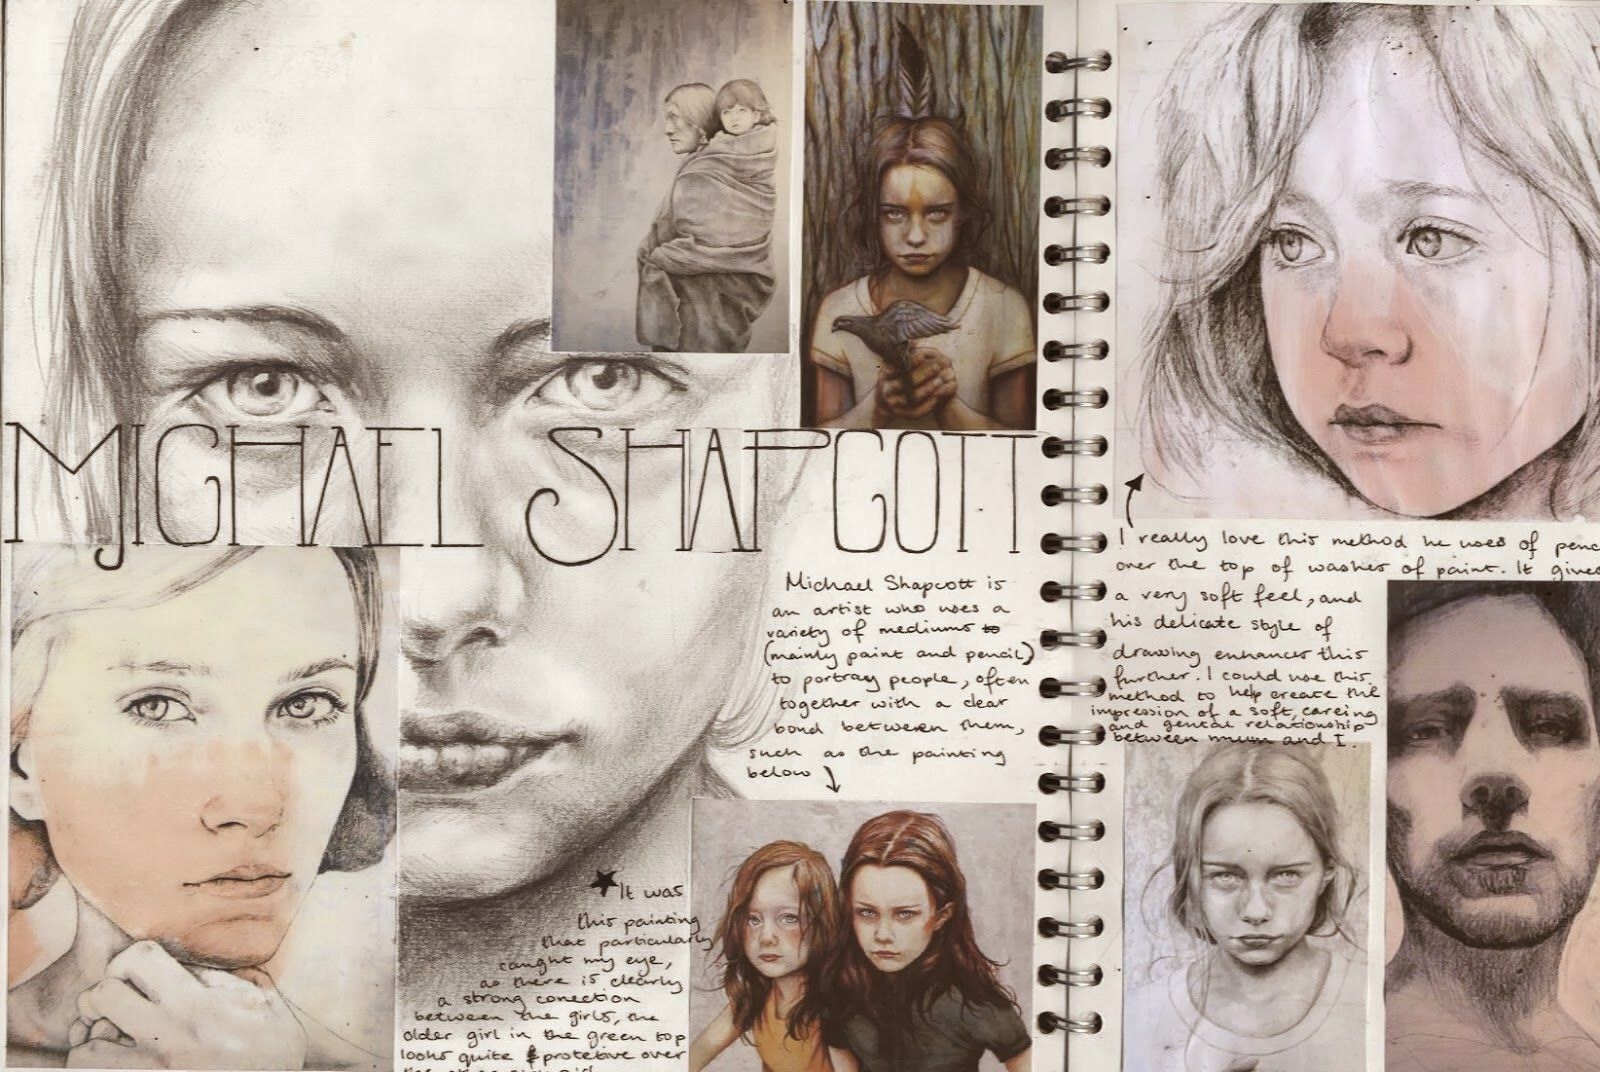 MICHAEL SHAPCOTT
Michael Shapcott is
an artist who uses a
variety of mediums to
(mainly paint and pencil)
to portray people, often
together with a clear
bond between them,
such as the painting
below
It was
this painting
that particularly
caught my eye,
as there is clearly
a strong conection
between the girls, the
older girl in the green top
looks quite protetive over
I really love this method he uses of penc
over the top of washes of paint. It gives
a very soft feel, and
his delicate style of
drawing enhances this
further. I could use this
method to help create the
impression of a soft, careing
and gental relationship
between mum and I.